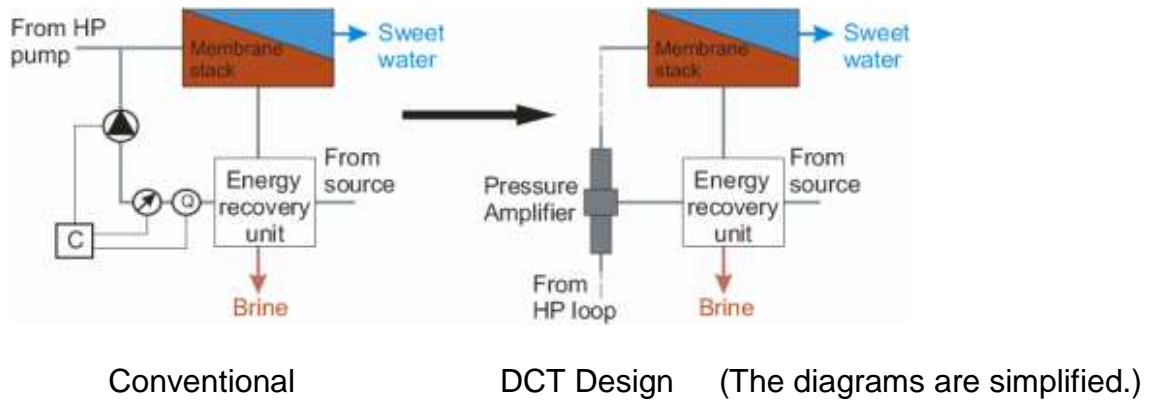 From HP
pump
Membrane
stack
Sweet
water
Q
C
Energy
recovery
unit
From
source
Brine
Membrane
stack
Sweet
water
Pressure
Amplifier
Energy
recovery
unit
From
source
From
HP loop
Brine
Conventional
DCT Design
(The diagrams are simplified.)